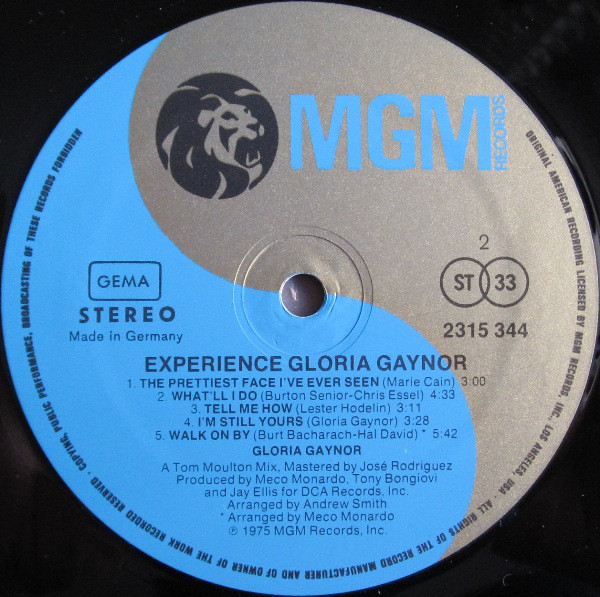 MGM
RECORDS
2
GEMA
STEREO
Made in Germany
ST 33
2315 344
EXPERIENCE GLORIA GAYNOR
1. THE PRETTIEST FACE I'VE EVER SEEN (Marie Cain) 3:00
2. WHAT'LL I DO (Burton Senior-Chris Essel) 4:33
3. TELL ME HOW (Lester Hodelin) 3:11
4. I'M STILL YOURS (Gloria Gaynor) 3:28
5. WALK ON BY (Burt Bacharach-Hal David) * 5:42
GLORIA GAYNOR
A Tom Moulton Mix, Mastered by José Rodriguez
Produced by Meco Monardo, Tony Bongiovi
and Jay Ellis for DCA Records, Inc.
Arranged by Andrew Smith
* Arranged by Meco Monardo
℗ 1975 MGM Records, Inc.
ORIGINAL AMERICAN RECORDING LICENSED BY MGM RECORDS, INC., LOS ANGELES, USA · ALL RIGHTS OF THE RECORD MANUFACTURER AND OF THE OWNER OF THE WORK RECORDED RESERVED · COPYING, PUBLIC PERFORMANCE, BROADCASTING OF THESE RECORDS FORBIDDEN